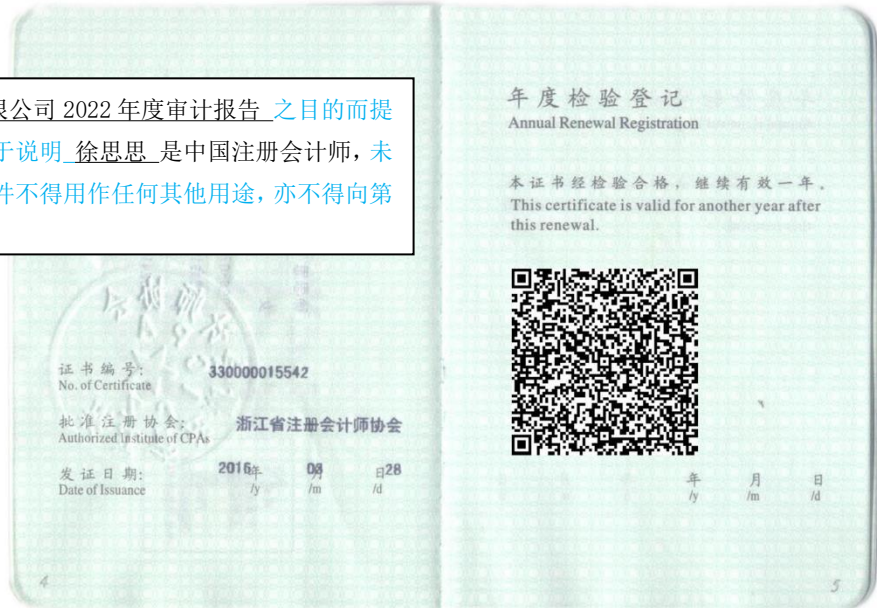 限公司 2022 年度审计报告 之目的而提
于说明 徐思思 是中国注册会计师，未
件不得用作任何其他用途，亦不得向第
证书编号:
No. of Certificate
330000015542
批准注册协会:
Authorized Institute of CPAs
浙江省注册会计师协会
发证日期:
Date of Issuance
2016年 08月 28日
/y /m /d
4
年度检验登记
Annual Renewal Registration
本证书经检验合格，继续有效一年。
This certificate is valid for another year after
this renewal.
年 月 日
/y /m /d
5